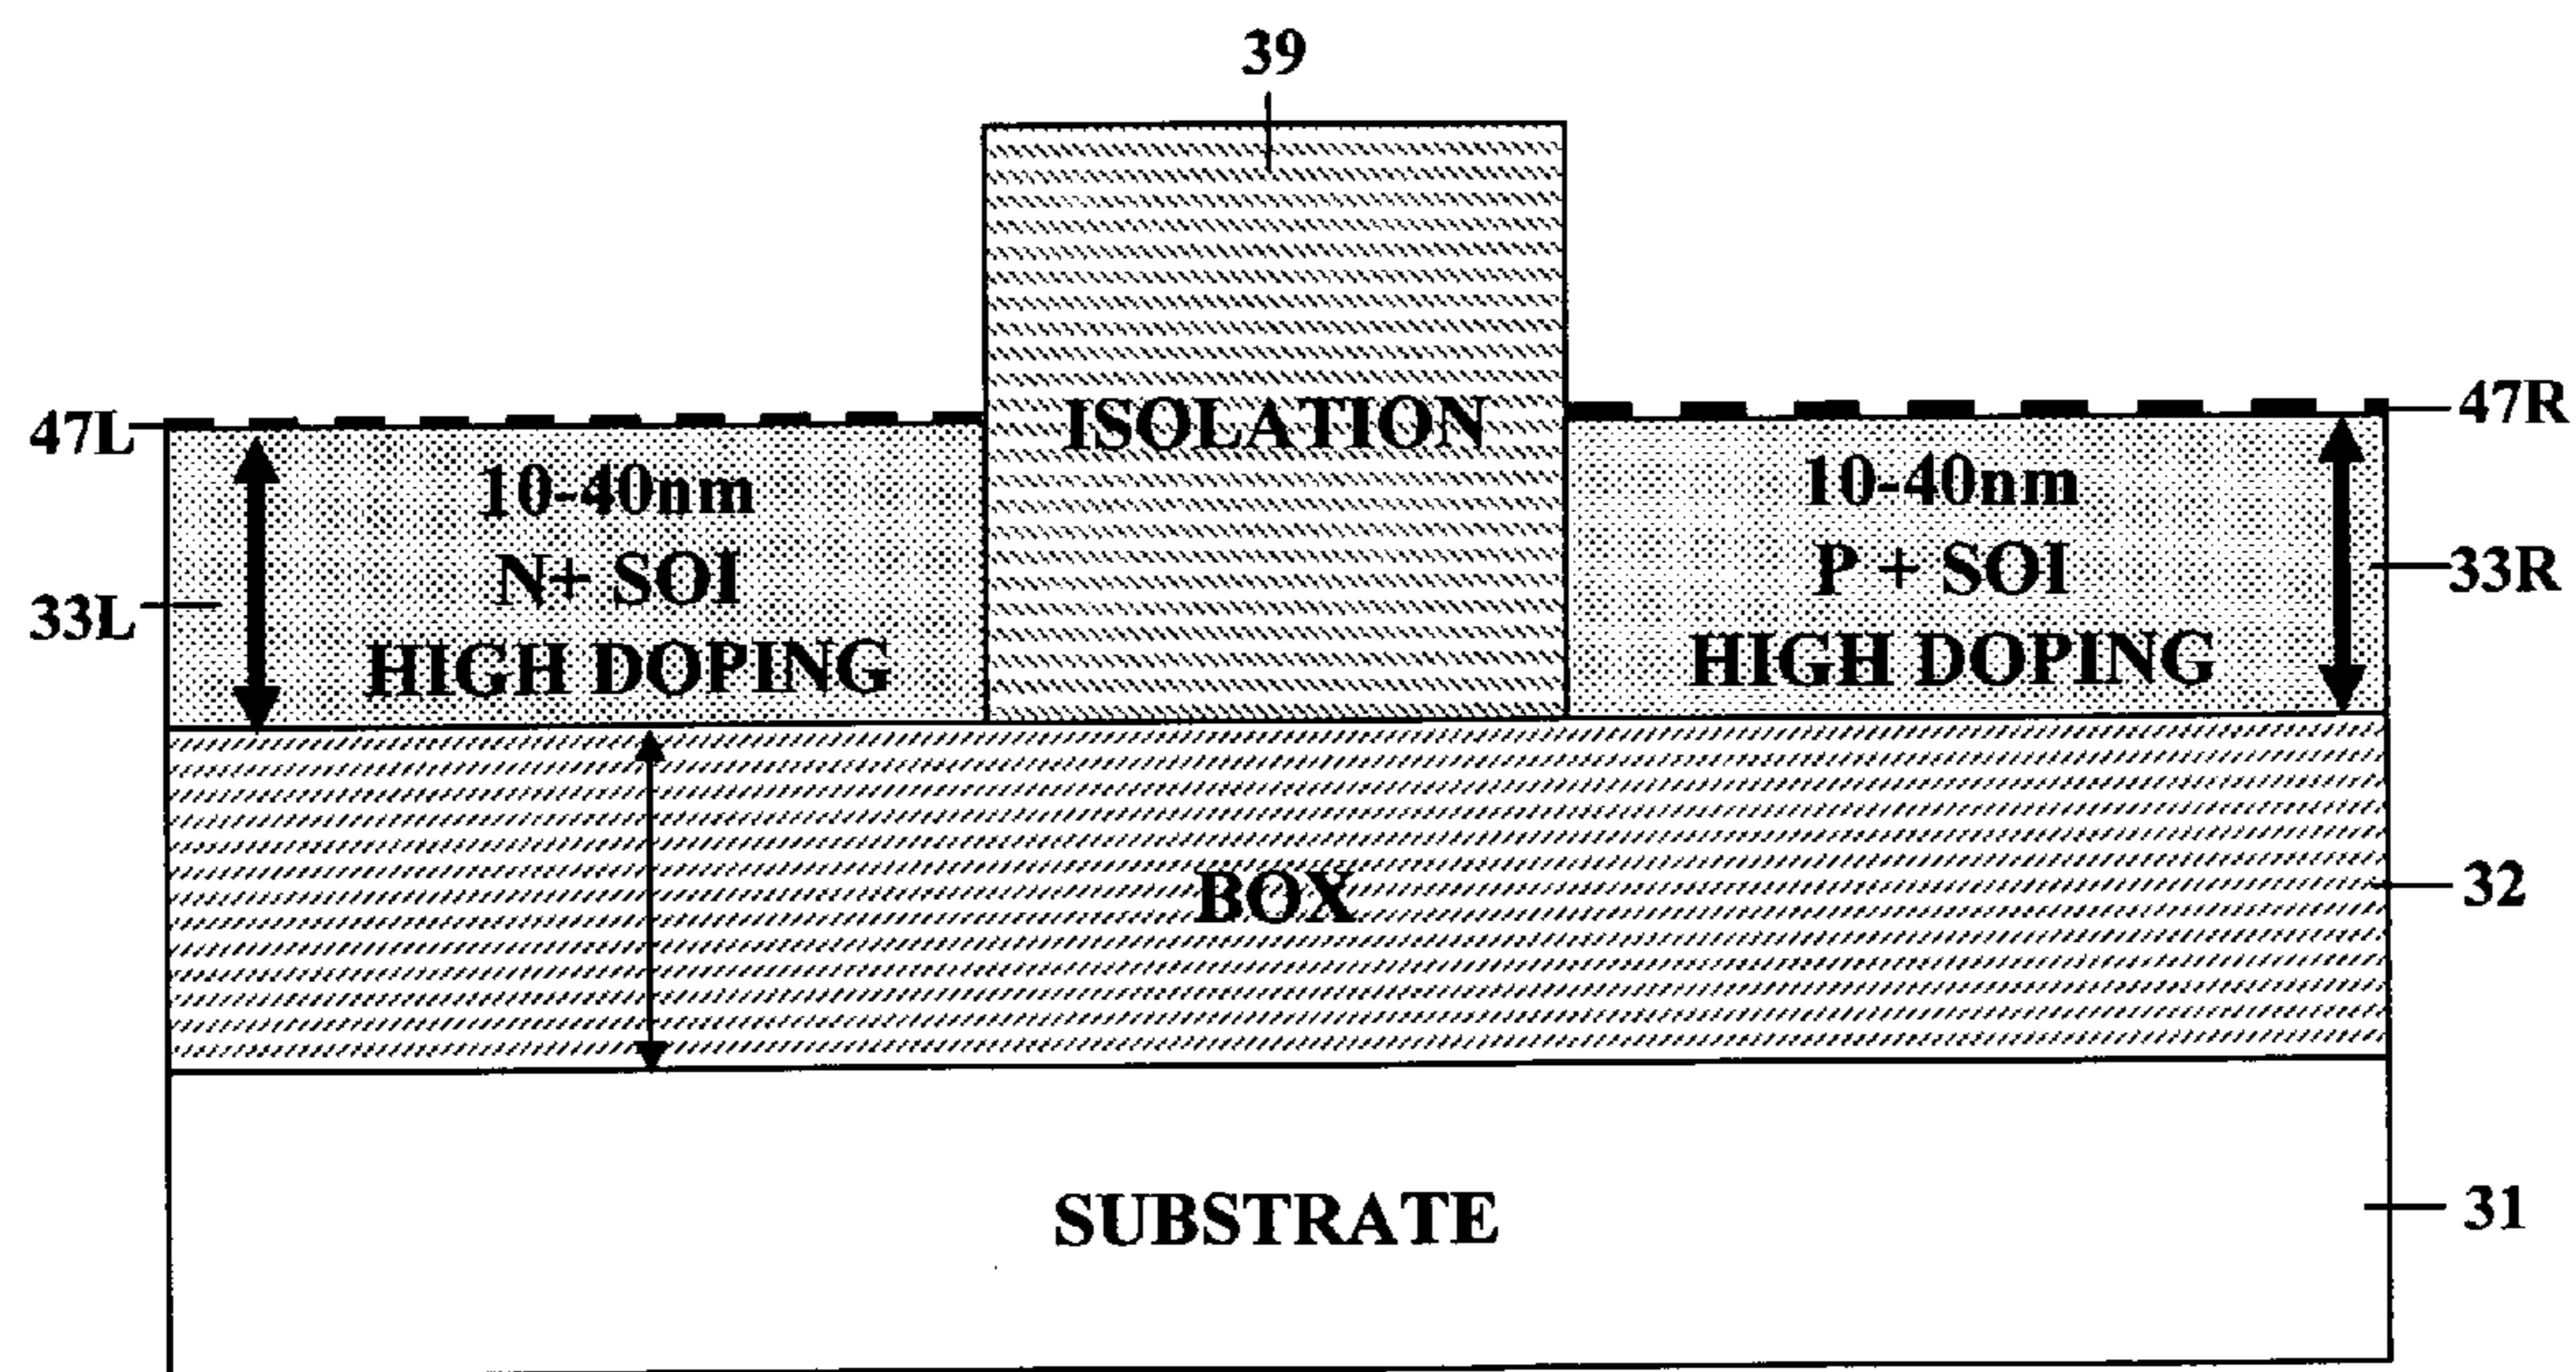 39
47L
47R
ISOLATION
10-40nm
N+ SOI
HIGH DOPING
10-40nm
P + SOI
HIGH DOPING
33L
33R
BOX
32
SUBSTRATE
31